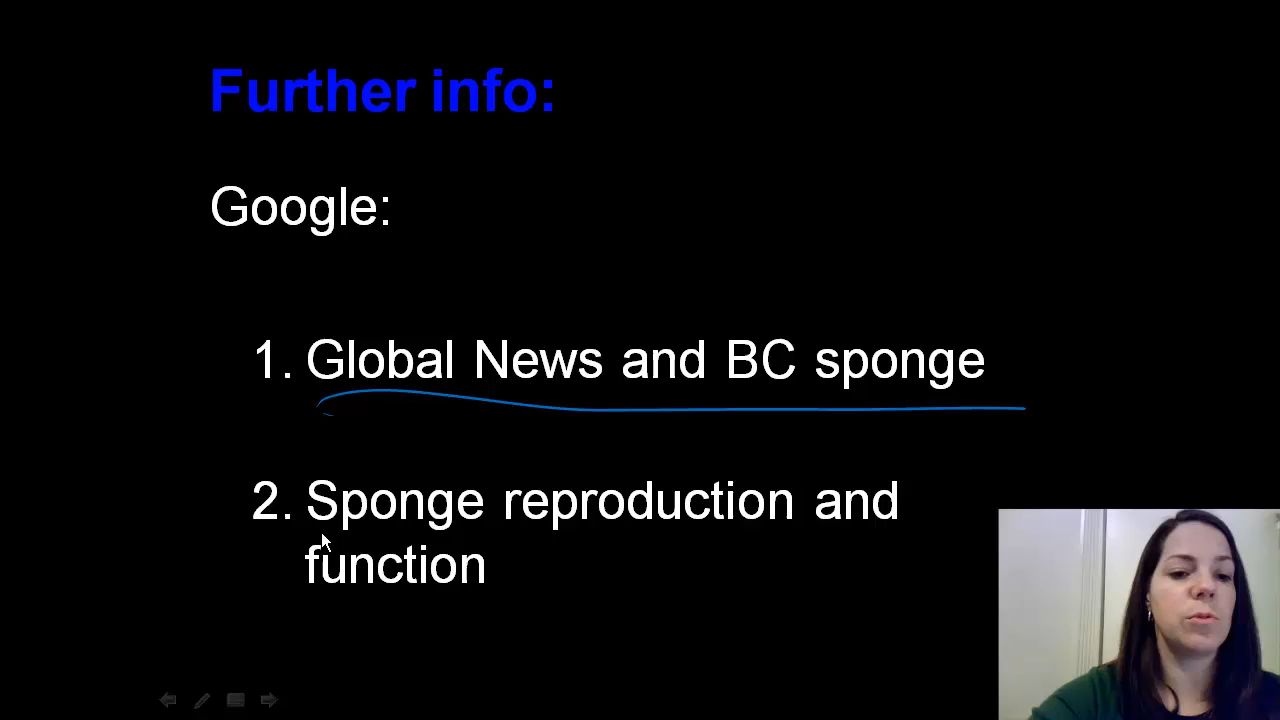 Further info:
Google:
1. Global News and BC sponge
2. Sponge reproduction and
function